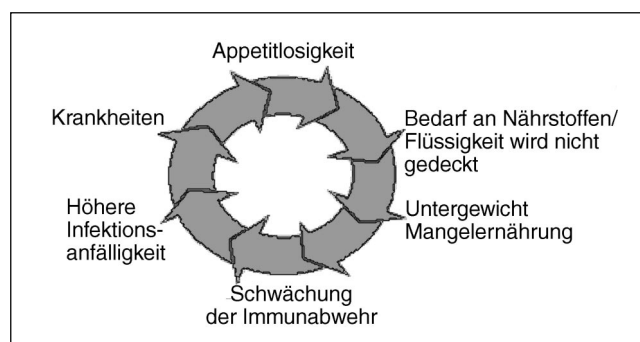 Appetitlosigkeit
Bedarf an Nährstoffen/
Flüssigkeit wird nicht
gedeckt
Untergewicht
Mangelernährung
Schwächung
der Immunabwehr
Höhere
Infektions-
anfälligkeit
Krankheiten